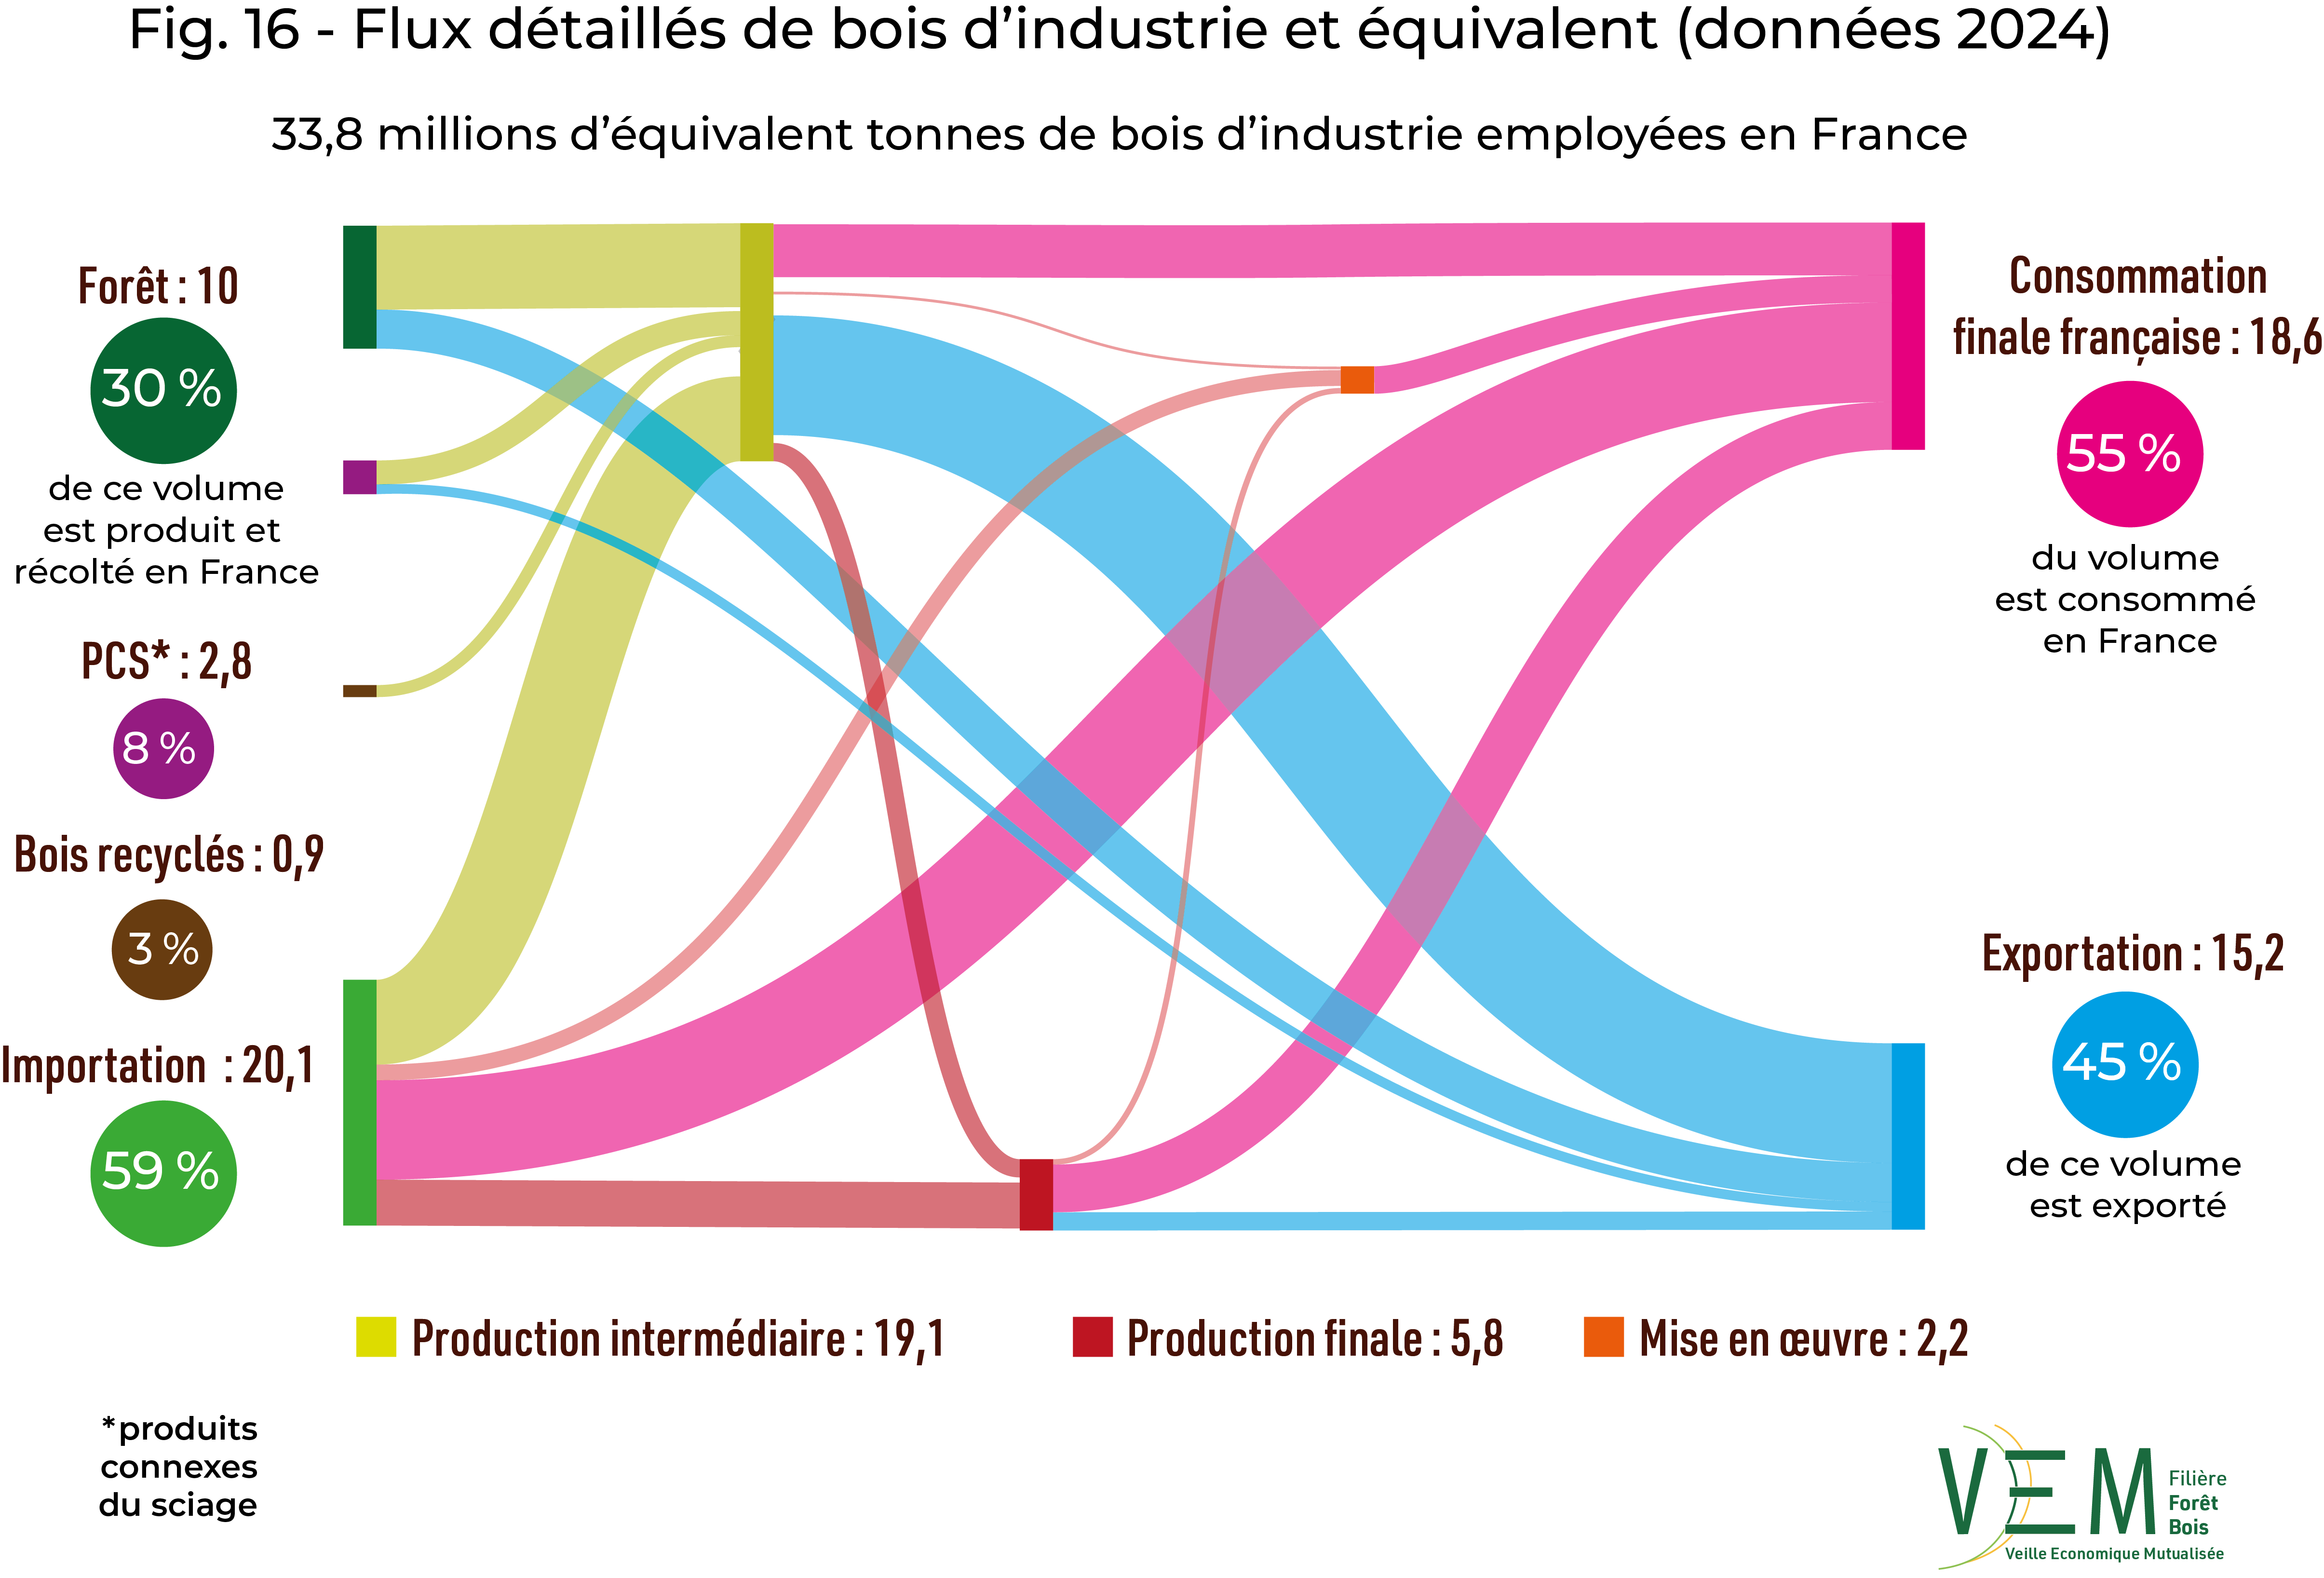 Fig. 16 - Flux détaillés de bois d’industrie et équivalent (données 2024)
33,8 millions d’équivalent tonnes de bois d’industrie employées en France
Forêt : 10
30 %
de ce volume
est produit et
récolté en France
PCS* : 2,8
8 %
Bois recyclés : 0,9
3 %
Importation : 20,1
59 %
Consommation
finale française : 18,6
55 %
du volume
est consommé
en France
Exportation : 15,2
45 %
de ce volume
est exporté
Production intermédiaire : 19,1
Production finale : 5,8
Mise en œuvre : 2,2
*produits
connexes
du sciage
VEM
Filière
Forêt
Bois
Veille Economique Mutualisée